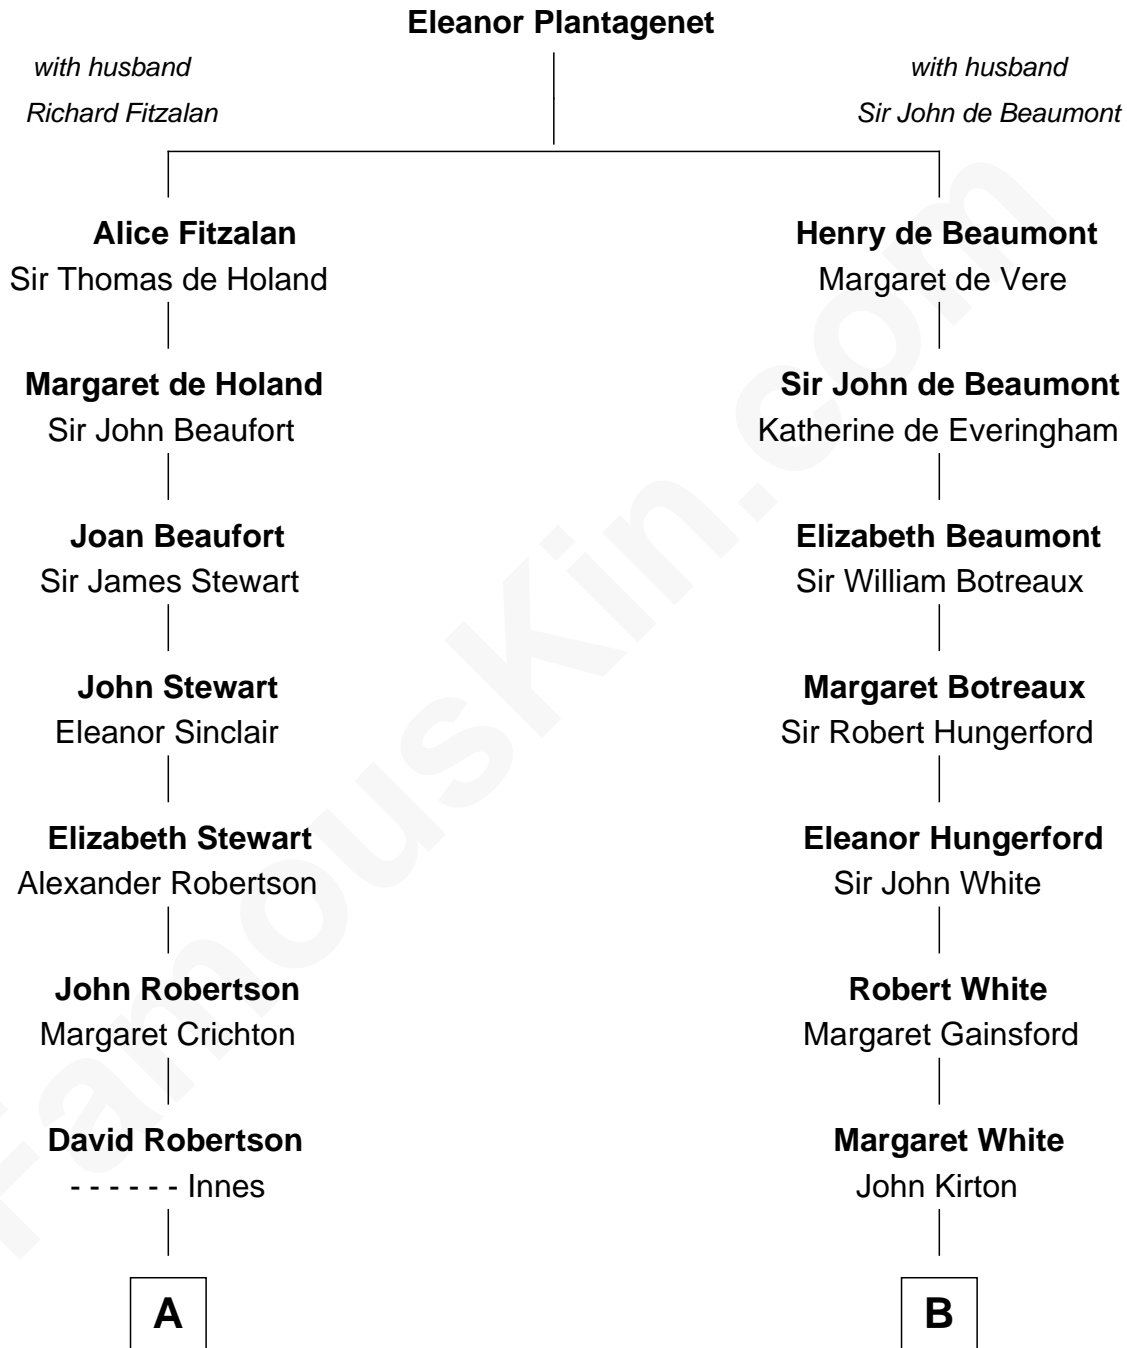 Eleanor Plantagenet
with husband
Richard Fitzalan
with husband
Sir John de Beaumont
Alice Fitzalan
Sir Thomas de Holand
Margaret de Holand
Sir John Beaufort
Joan Beaufort
Sir James Stewart
John Stewart
Eleanor Sinclair
Elizabeth Stewart
Alexander Robertson
John Robertson
Margaret Crichton
David Robertson
- - - - - - Innes
A
Henry de Beaumont
Margaret de Vere
Sir John de Beaumont
Katherine de Everingham
Elizabeth Beaumont
Sir William Botreaux
Margaret Botreaux
Sir Robert Hungerford
Eleanor Hungerford
Sir John White
Robert White
Margaret Gainsford
Margaret White
John Kirton
B
FamousKin.com